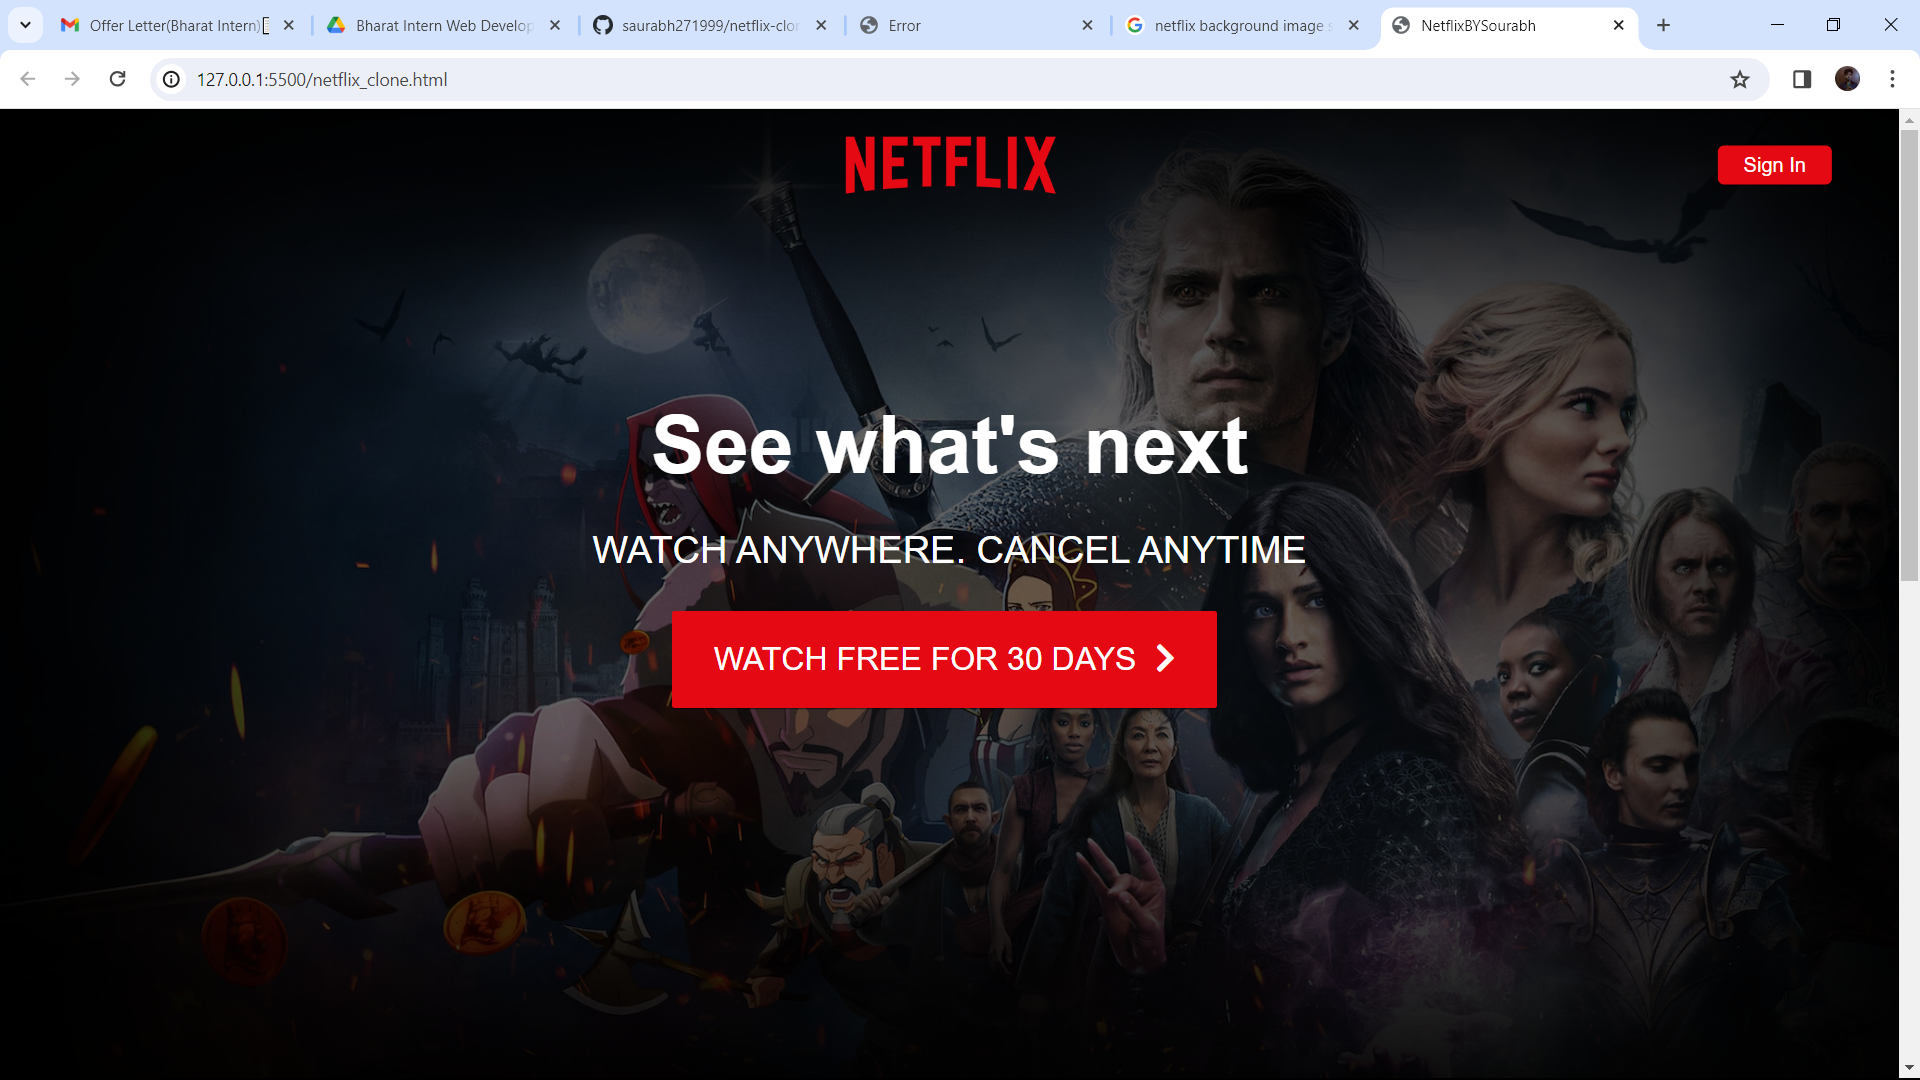 Offer Letter(Bharat Intern)
Bharat Intern Web Develop
saurabh271999/netflix-clon
Error
netflix background image s
NetflixBYSourabh
127.0.0.1:5500/netflix_clone.html
NETFLIX
Sign In
See what's next
WATCH ANYWHERE. CANCEL ANYTIME
WATCH FREE FOR 30 DAYS